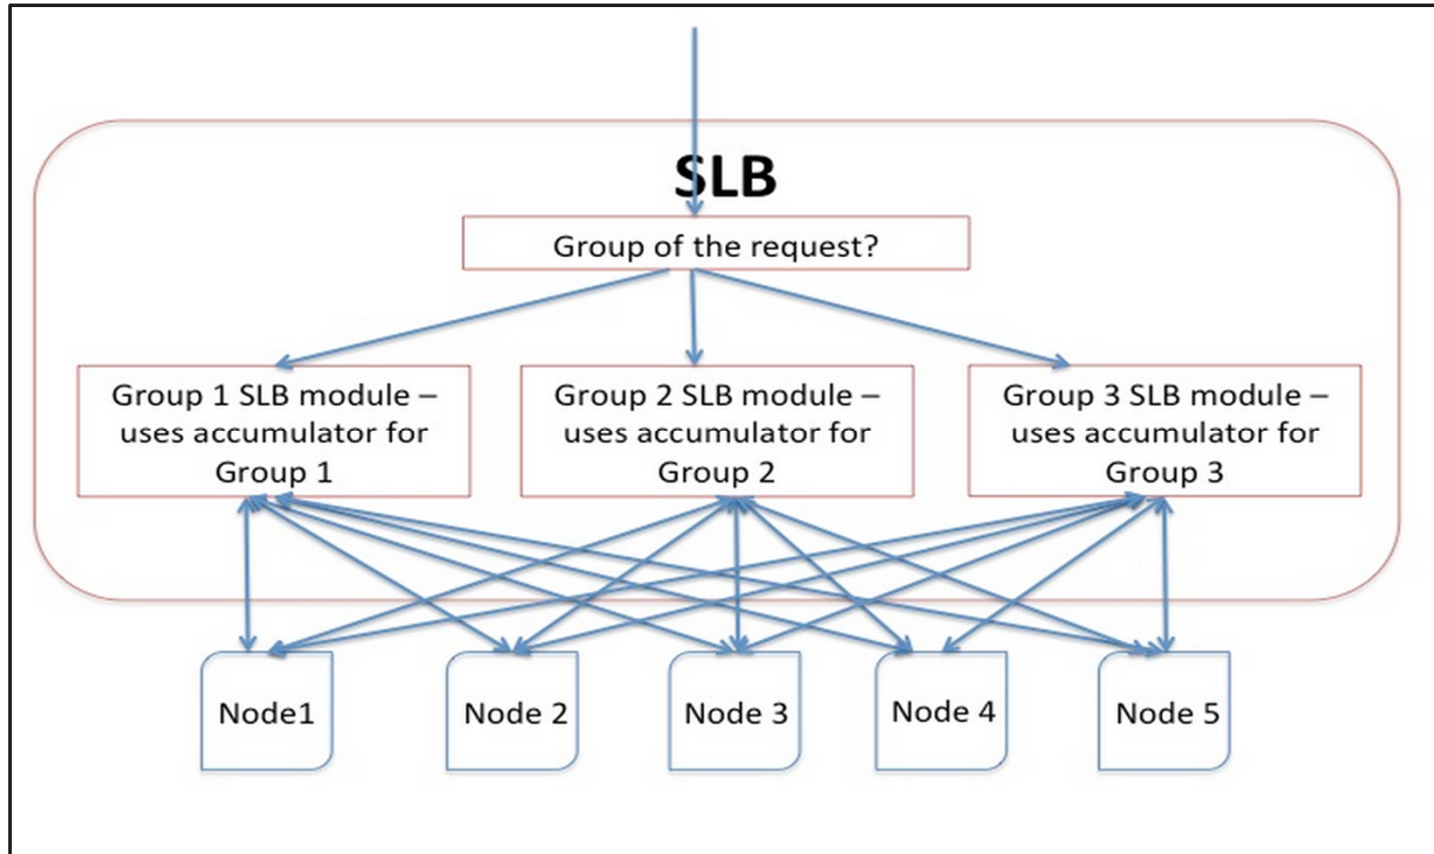 SLB
Group of the request?
Group 1 SLB module –
uses accumulator for
Group 1
Group 2 SLB module –
uses accumulator for
Group 2
Group 3 SLB module –
uses accumulator for
Group 3
Node1
Node 2
Node 3
Node 4
Node 5